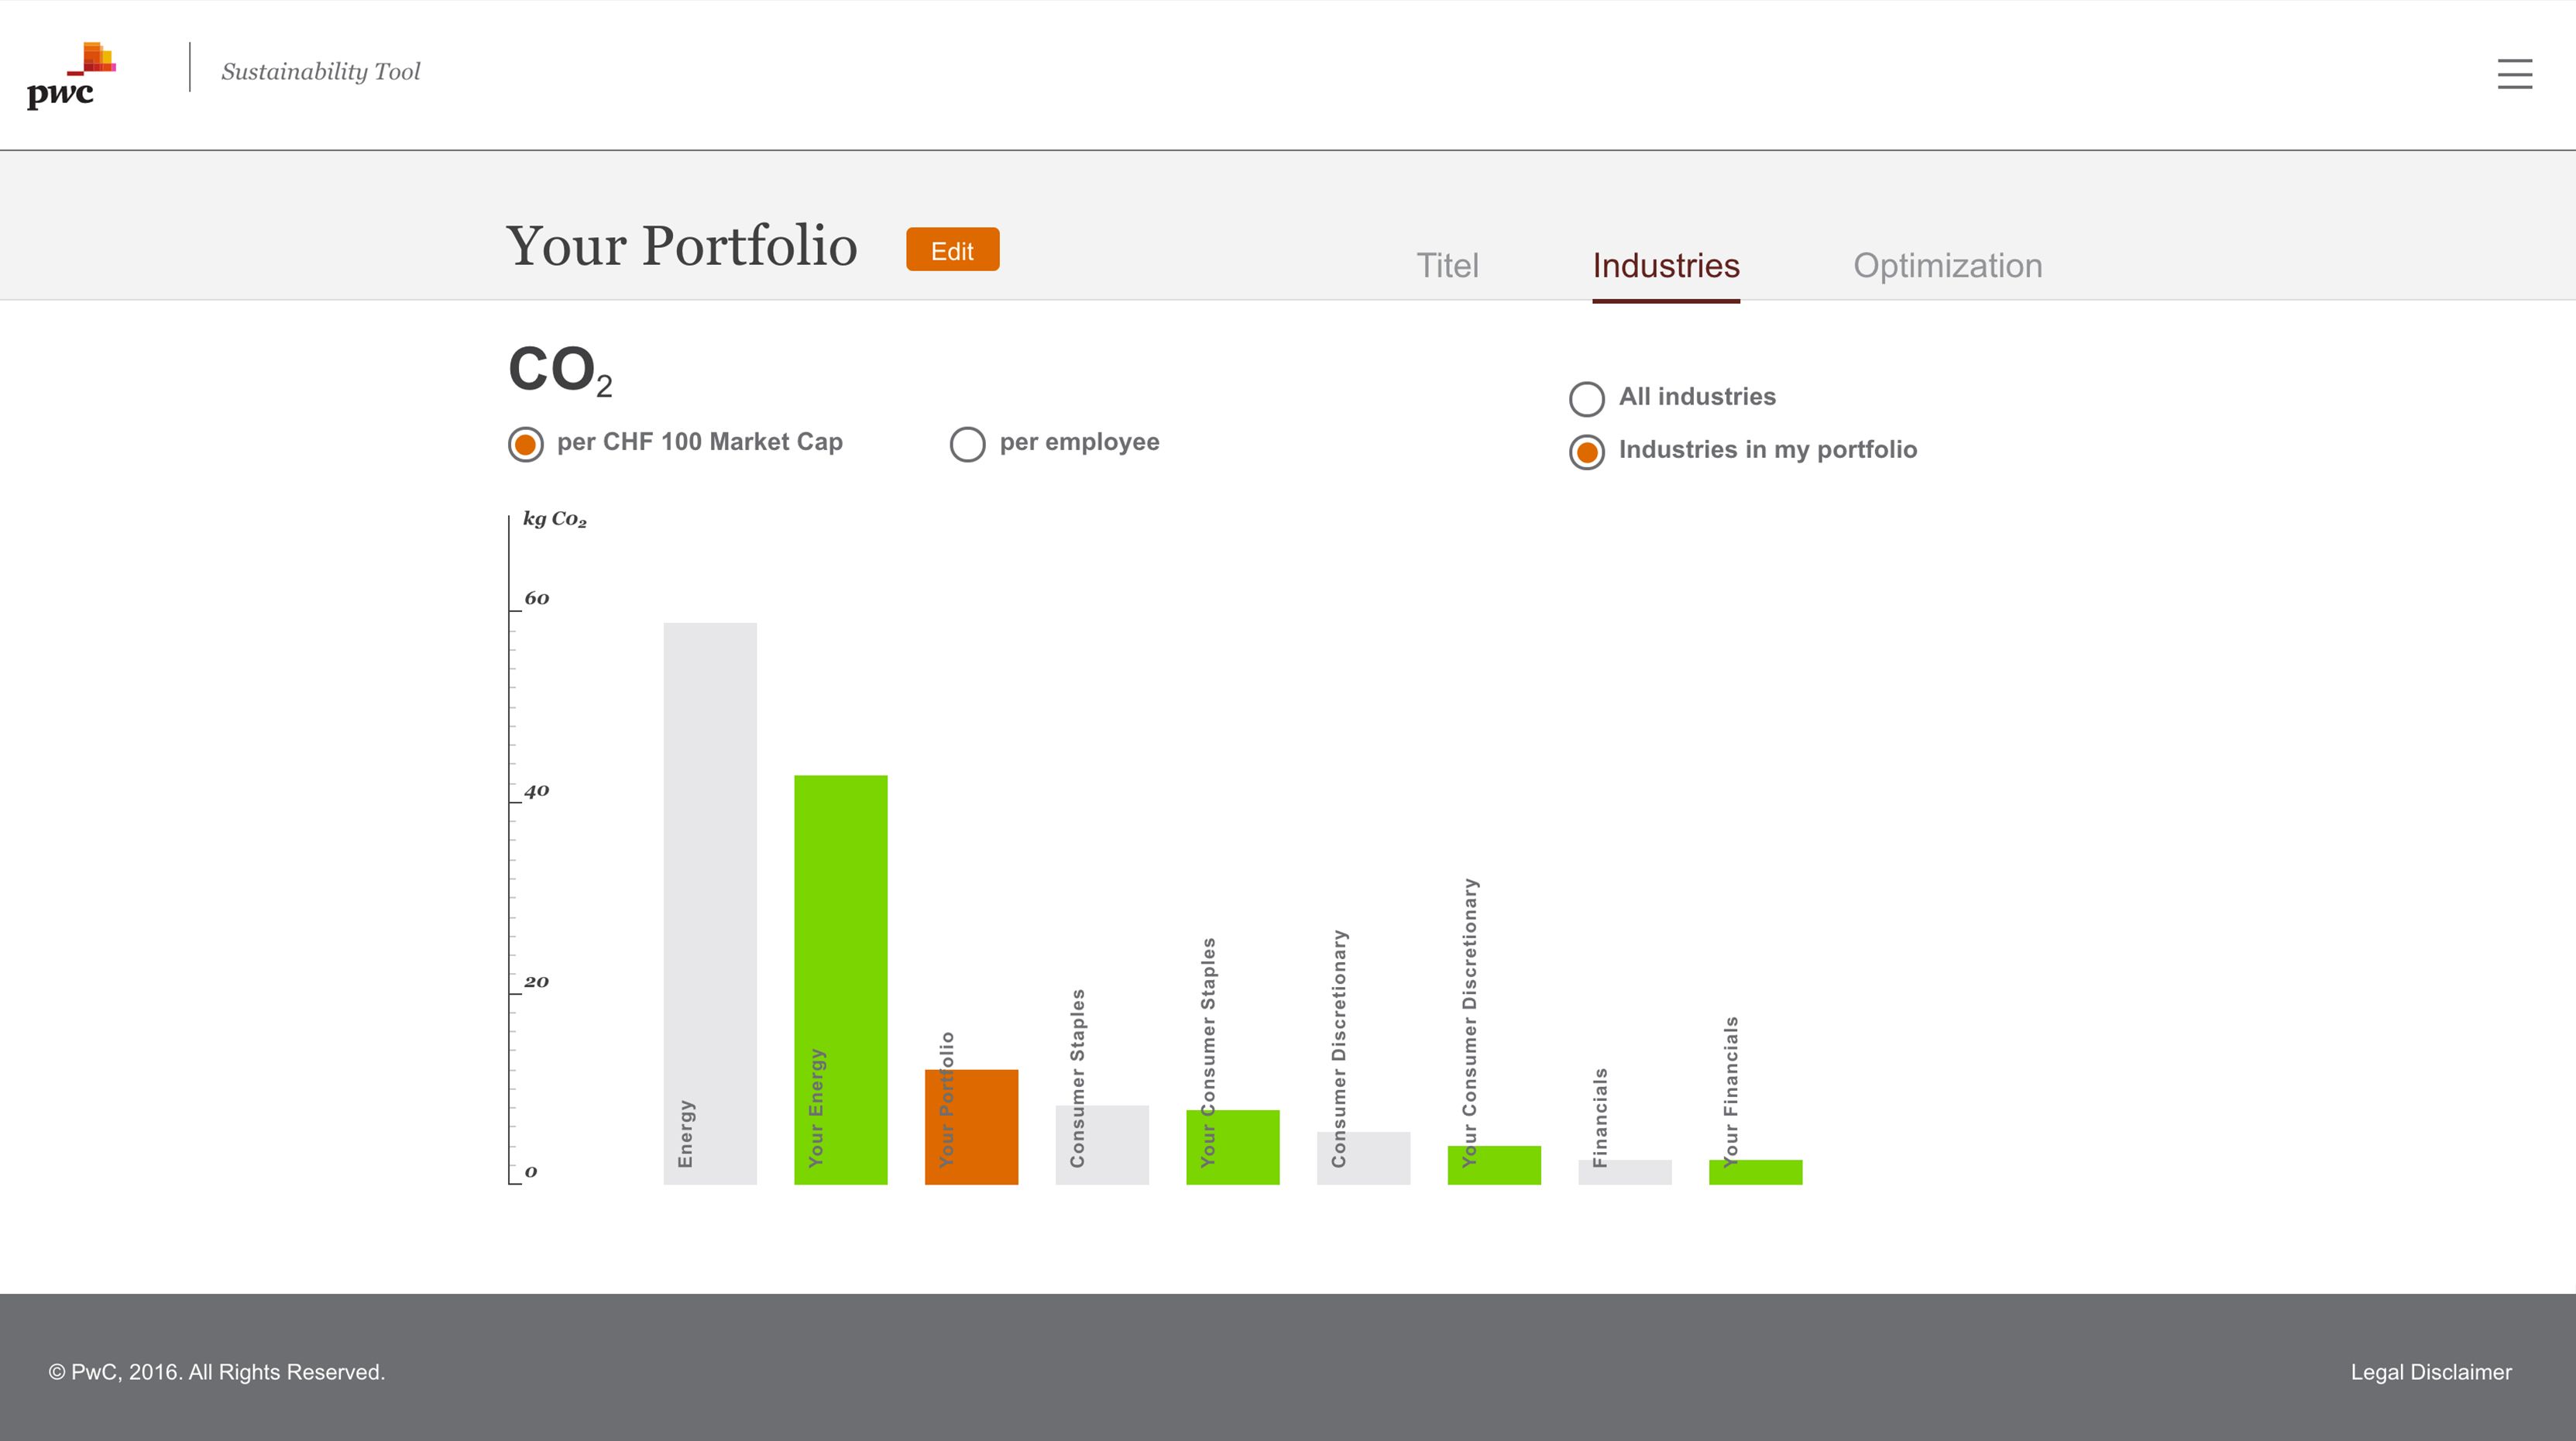 pwc
Sustainability Tool
Your Portfolio
Edit
Titel
Industries
Optimization
CO₂
All industries
per CHF 100 Market Cap
per employee
Industries in my portfolio
kg Co₂
60
40
20
0
Energy
Your Energy
Your Portfolio
Consumer Staples
Your Consumer Staples
Consumer Discretionary
Your Consumer Discretionary
Financials
Your Financials
© PwC, 2016. All Rights Reserved.
Legal Disclaimer